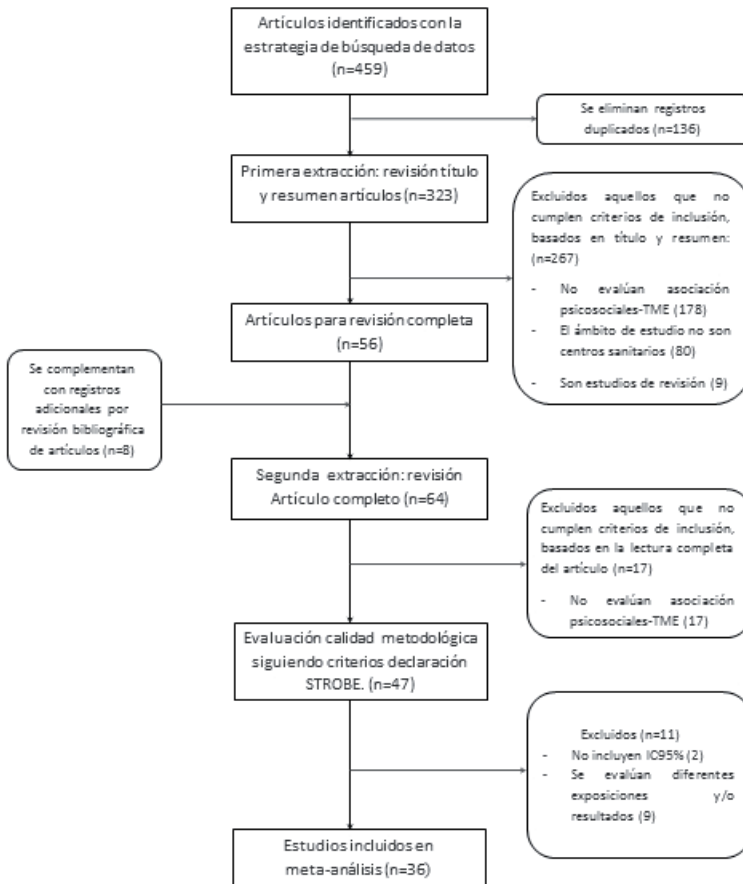 Artículos identificados con la
estrategia de búsqueda de datos
(n=459)
Se eliminan registros
duplicados (n=136)
Primera extracción: revisión título
y resumen artículos (n=323)
Excluidos aquellos que no
cumplen criterios de inclusión,
basados en título y resumen:
(n=267)
- No evalúan asociación
psicosociales-TME (178)
- El ámbito de estudio no son
centros sanitarios (80)
- Son estudios de revisión (9)
Artículos para revisión completa
(n=56)
Se complementan
con registros
adicionales por
revisión bibliográfica
de artículos (n=8)
Segunda extracción: revisión
Artículo completo (n=64)
Excluidos aquellos que no
cumplen criterios de inclusión,
basados en la lectura completa
del artículo (n=17)
- No evalúan asociación
psicosociales-TME (17)
Evaluación calidad metodológica
siguiendo criterios declaración
STROBE. (n=47)
Excluidos (n=11)
- No incluyen IC95% (2)
- Se evalúan diferentes
exposiciones y/o
resultados (9)
Estudios incluidos en
meta-análisis (n=36)